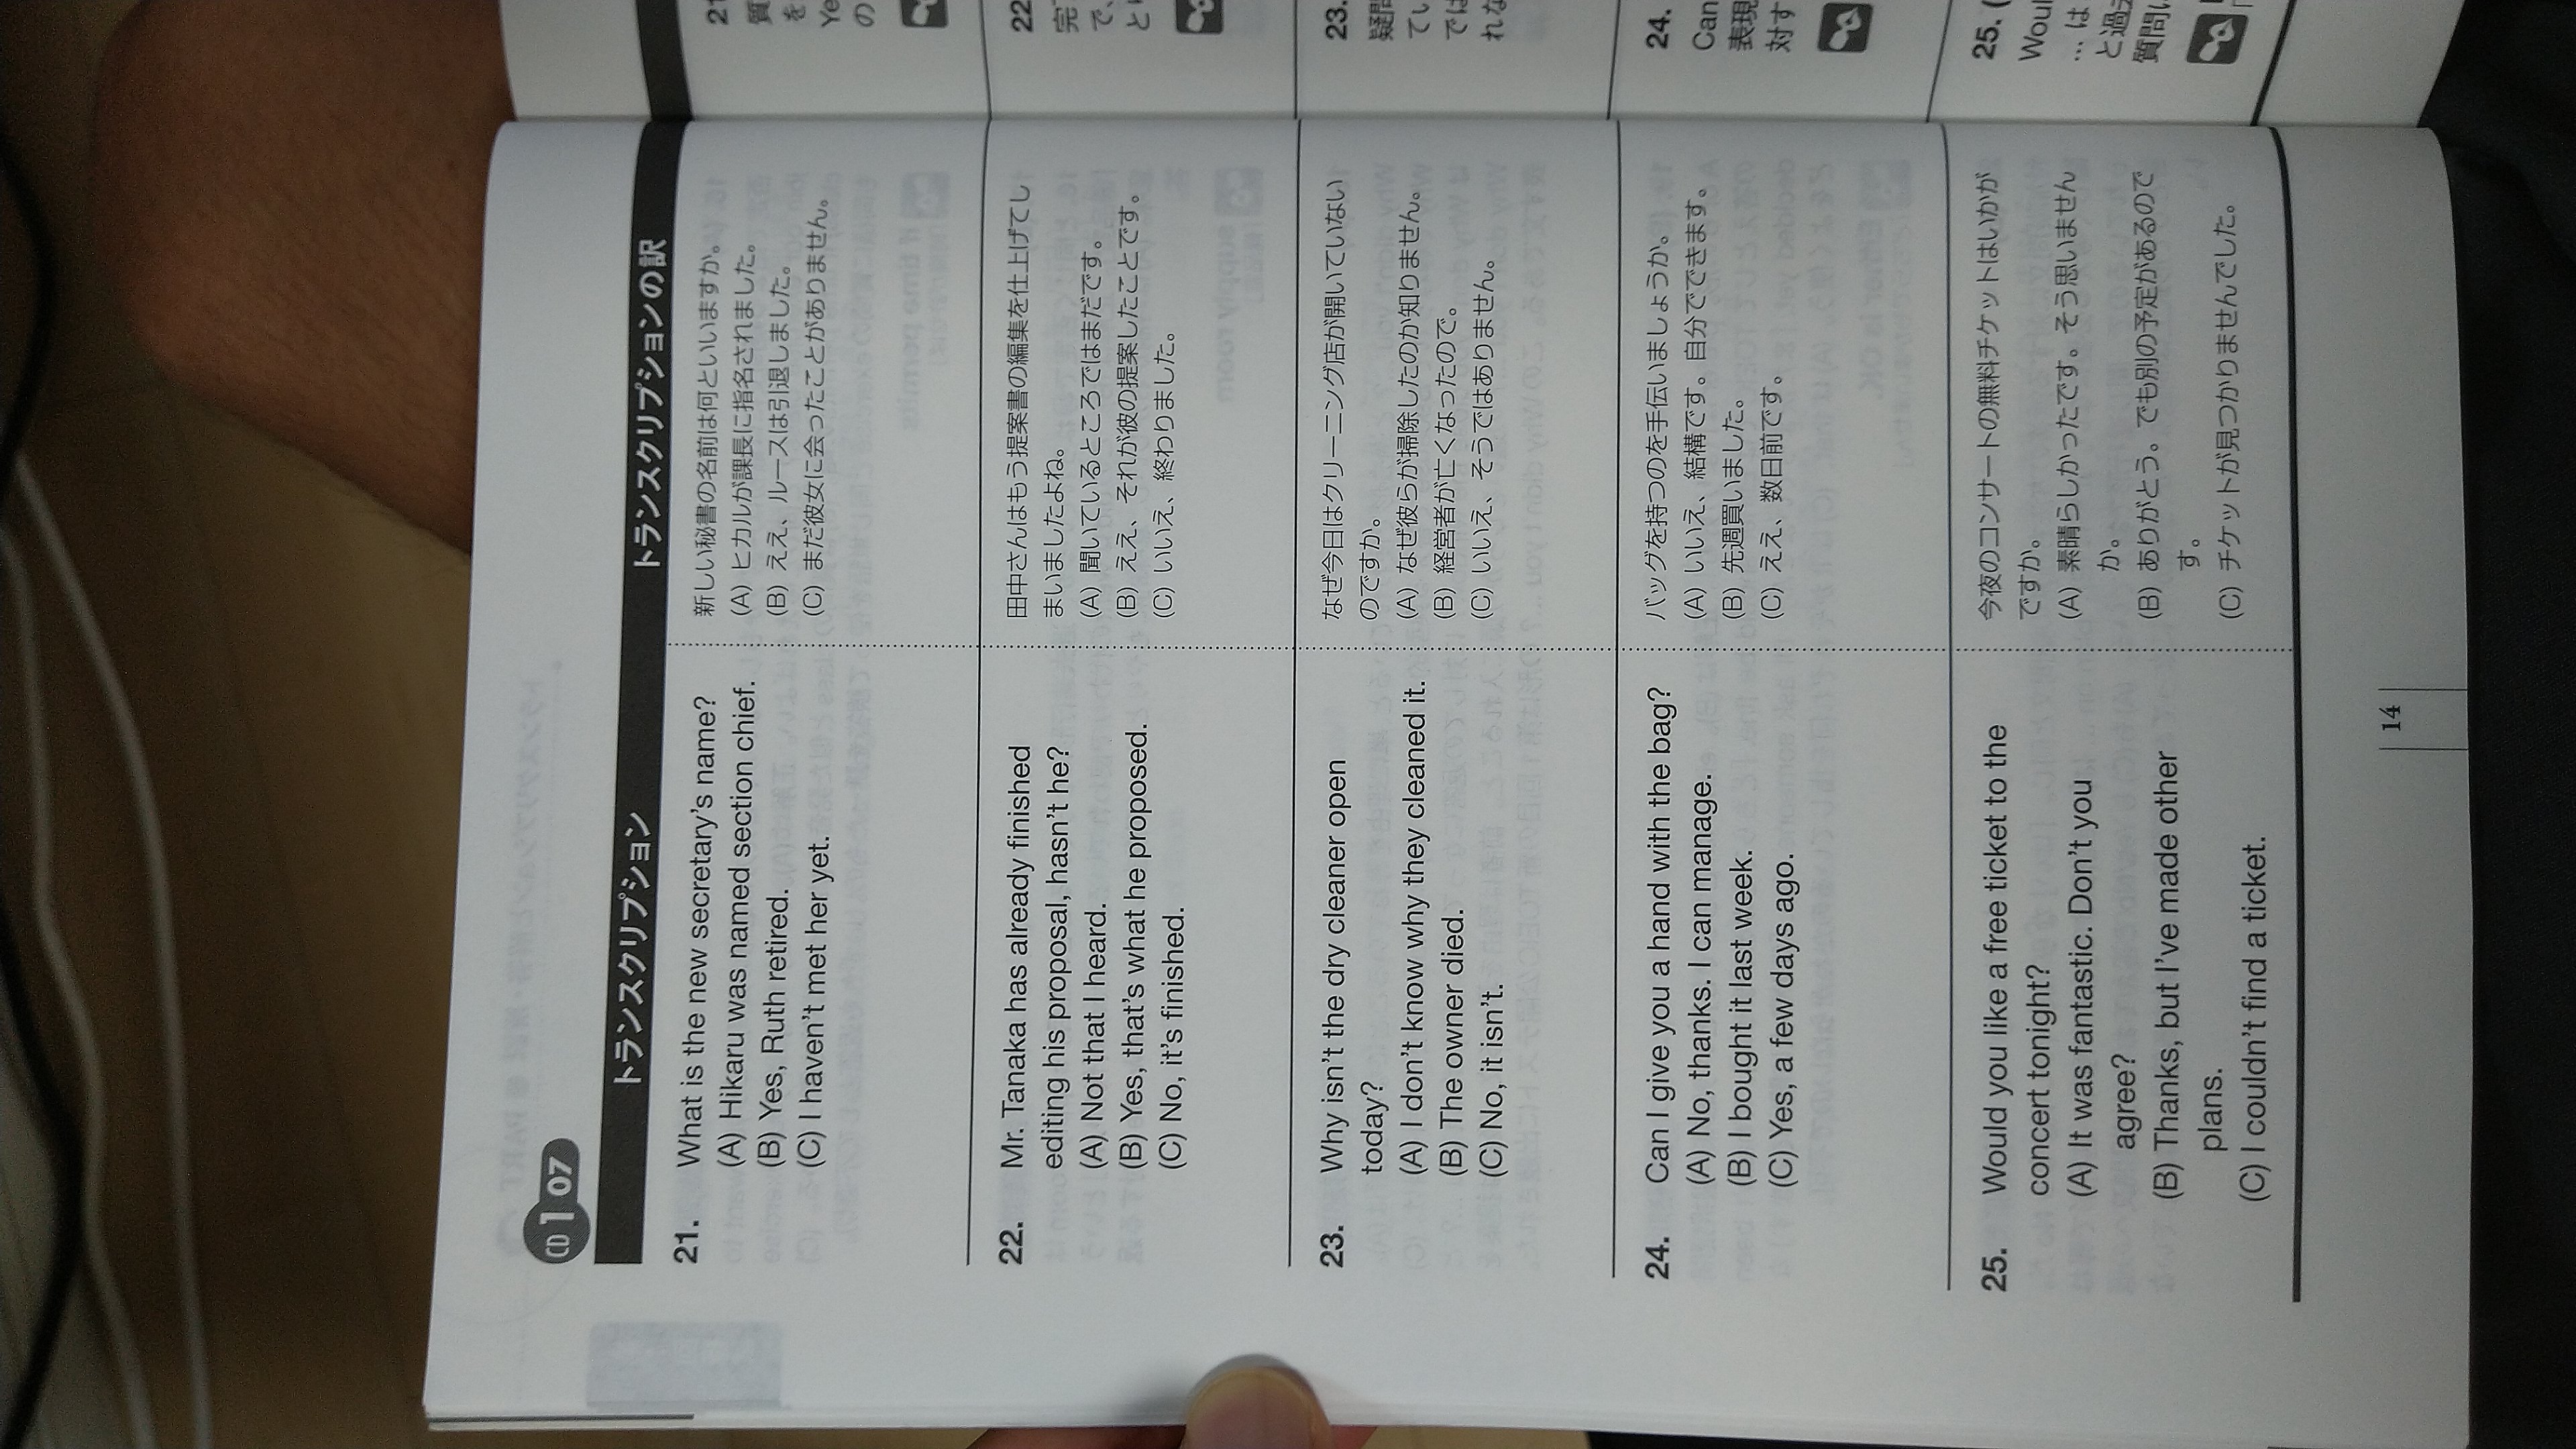 CD 1 07
トランスクリプション
トランスクリプションの訳
21. What is the new secretary's name?
(A) Hikaru was named section chief.
(B) Yes, Ruth retired.
(C) I haven't met her yet.
新しい秘書の名前は何といいますか。
(A) ヒカルが課長に指名されました。
(B) ええ、ルースは引退しました。
(C) まだ彼女に会ったことがありません。
22. Mr. Tanaka has already finished
editing his proposal, hasn't he?
(A) Not that I heard.
(B) Yes, that's what he proposed.
(C) No, it's finished.
田中さんはもう提案書の編集を仕上げてし
まいましたよね。
(A) 聞いているところではまだです。
(B) ええ、それが彼の提案したことです。
(C) いいえ、終わりました。
23. Why isn't the dry cleaner open
today?
(A) I don't know why they cleaned it.
(B) The owner died.
(C) No, it isn't.
なぜ今日はクリーニング店が開いていない
のですか。
(A) なぜ彼らが掃除したのか知りません。
(B) 経営者が亡くなったので。
(C) いいえ、そうではありません。
24. Can I give you a hand with the bag?
(A) No, thanks. I can manage.
(B) I bought it last week.
(C) Yes, a few days ago.
バッグを持つのを手伝いましょうか。
(A) いいえ、結構です。自分でできます。
(B) 先週買いました。
(C) ええ、数日前です。
25. Would you like a free ticket to the
concert tonight?
(A) It was fantastic. Don't you
agree?
(B) Thanks, but I've made other
plans.
(C) I couldn't find a ticket.
今夜のコンサートの無料チケットはいかが
ですか。
(A) 素晴らしかったです。そう思いません
か。
(B) ありがとう。でも別の予定があるので
す。
(C) チケットが見つかりませんでした。
14
22
23.
24.
Can
表現
対す
25. (
… は